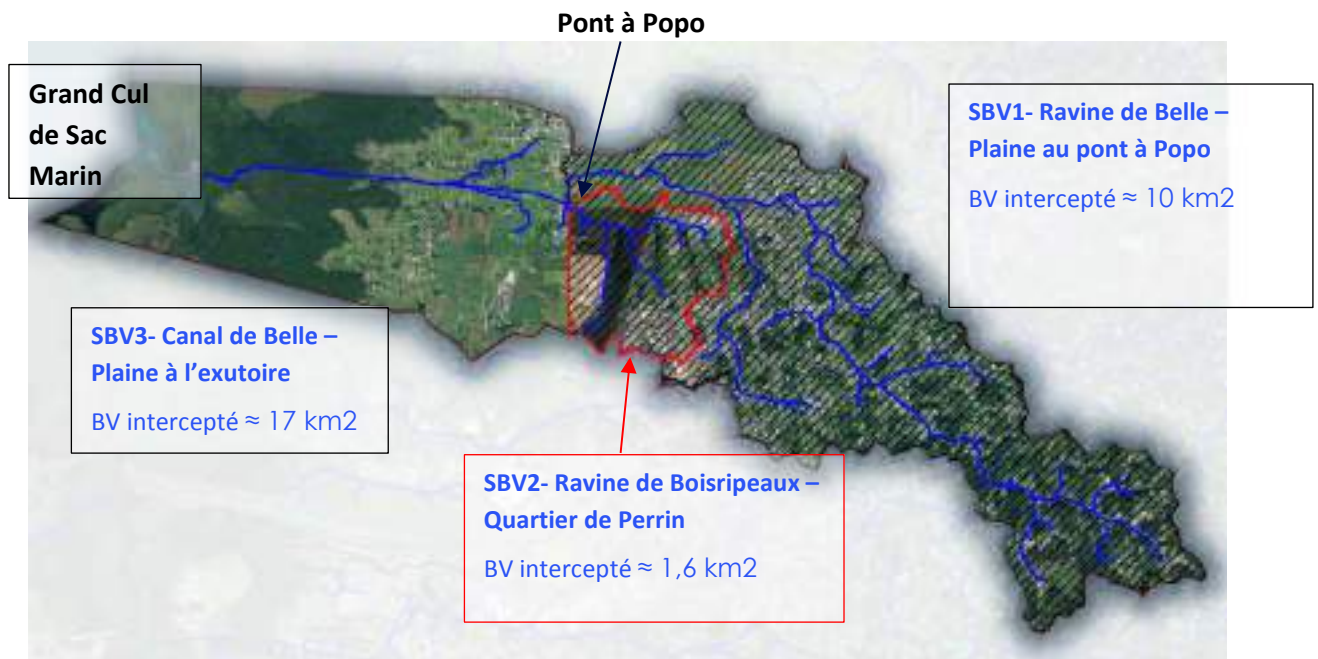 Pont à Popo
Grand Cul
de Sac
Marin
SBV1- Ravine de Belle –
Plaine au pont à Popo
BV intercepté ≈ 10 km2
SBV3- Canal de Belle –
Plaine à l’exutoire
BV intercepté ≈ 17 km2
SBV2- Ravine de Boisripeaux –
Quartier de Perrin
BV intercepté ≈ 1,6 km2